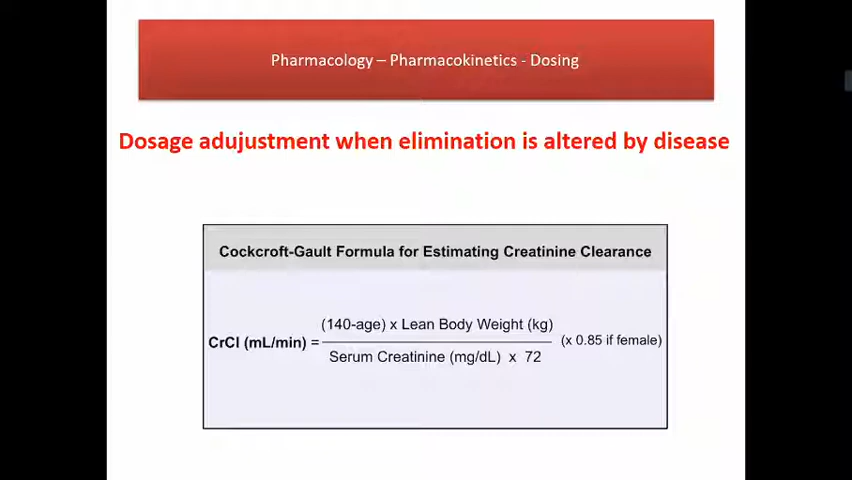 Pharmacology – Pharmacokinetics - Dosing
Dosage adujustment when elimination is altered by disease
Cockcroft-Gault Formula for Estimating Creatinine Clearance
(140-age) x Lean Body Weight (kg)
CrCl (mL/min) = (x 0.85 if female)
Serum Creatinine (mg/dL) x 72